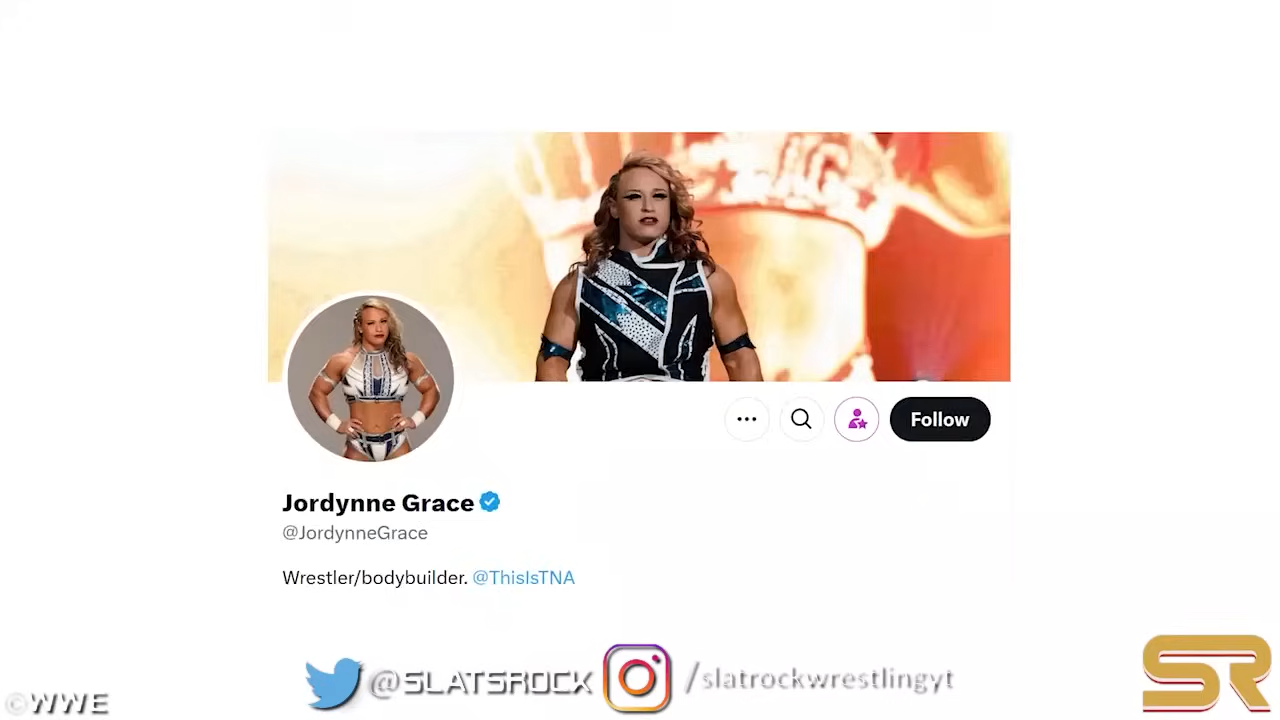 Follow
Jordynne Grace
@JordynneGrace
Wrestler/bodybuilder. @ThisIsTNA
@SLATSROCK /slatrockwrestlingyt
SR
©WWE